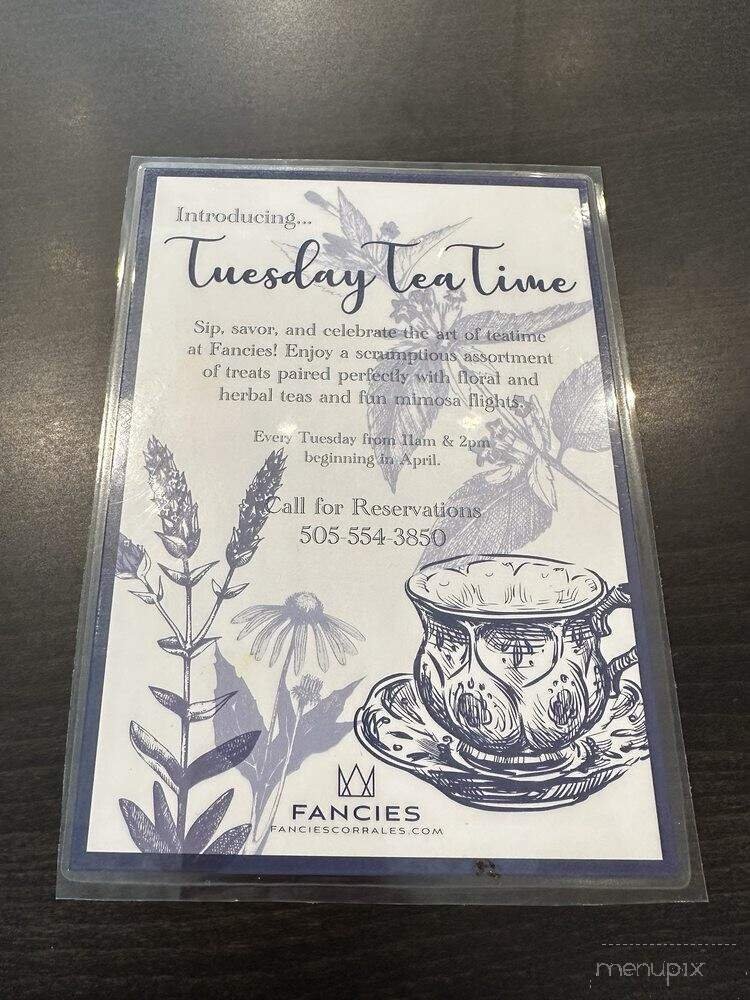 Introducing...
Tuesday Tea Time
Sip, savor, and celebrate the art of teatime
at Fancies! Enjoy a scrumptious assortment
of treats paired perfectly with floral and
herbal teas and fun mimosa flights.
Every Tuesday from 11am & 2pm
beginning in April.
Call for Reservations
505-554-3850
FANCIES
FANCIESCORRALES.COM
menupix